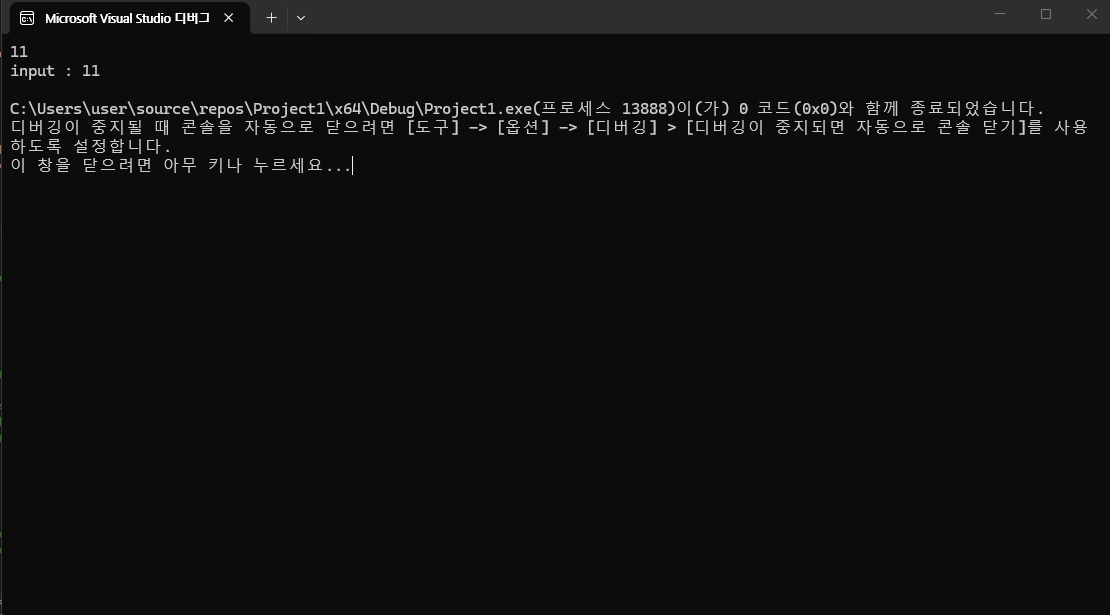 Microsoft Visual Studio 디버그
11
input : 11
C:\Users\user\source\repos\Project1\x64\Debug\Project1.exe(프로세스 13888)이(가) 0 코드(0x0)와 함께 종료되었습니다.
디버깅이 중지될 때 콘솔을 자동으로 닫으려면 [도구] -> [옵션] -> [디버깅] > [디버깅이 중지되면 자동으로 콘솔 닫기]를 사용
하도록 설정합니다.
이 창을 닫으려면 아무 키나 누르세요...